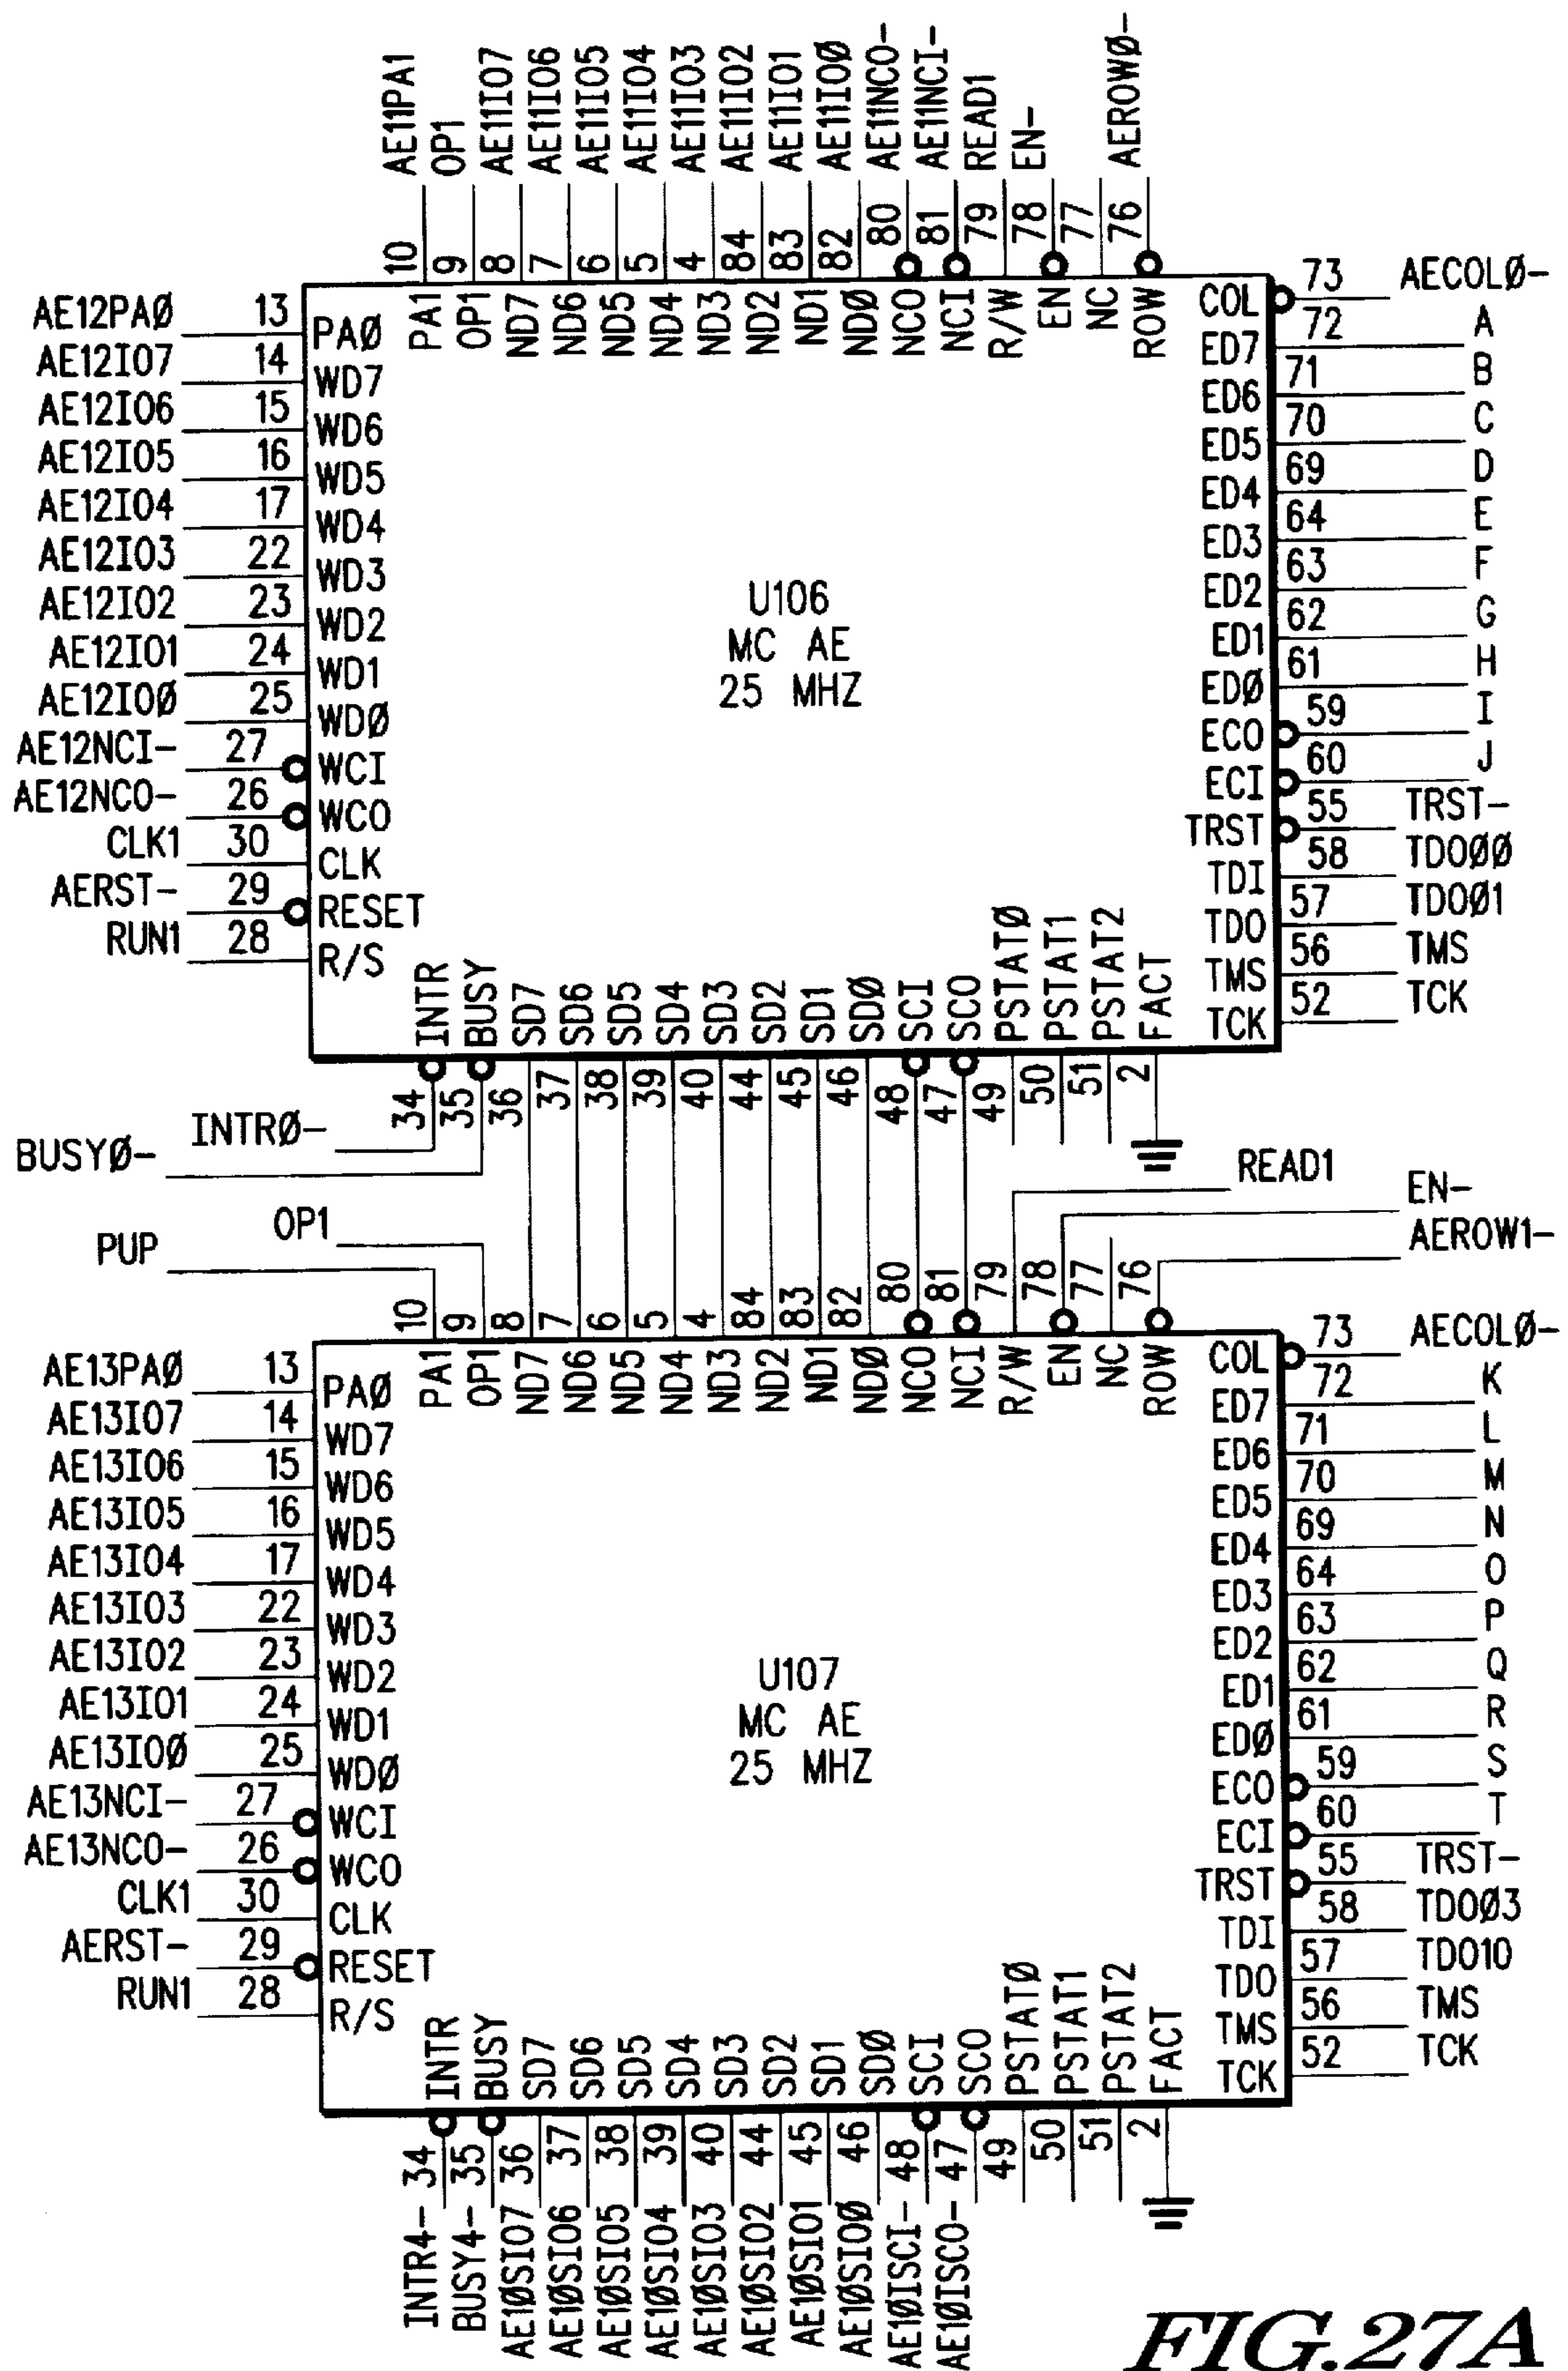 AE11PA1
OP1
AE11IO7
AE11IO6
AE11IO5
AE11IO4
AE11IO3
AE11IO2
AE11IO1
AE11IOØ
AE11NCO-
AE11NCI-
READ1
EN-
AEROWØ-
10 9 8 7 6 5 4 84 83 82 80 81 79 78 77 76
PA1 OP1 ND7 ND6 ND5 ND4 ND3 ND2 ND1 NDØ NCO NCI R/W EN NC ROW
AE12PAØ 13 PAØ
AE12IO7 14 WD7
AE12IO6 15 WD6
AE12IO5 16 WD5
AE12IO4 17 WD4
AE12IO3 22 WD3
AE12IO2 23 WD2
AE12IO1 24 WD1
AE12IOØ 25 WDØ
AE12NCI- 27 WCI
AE12NCO- 26 WCO
CLK1 30 CLK
AERST- 29 RESET
RUN1 28 R/S
U106
MC AE
25 MHZ
COL 73 AECOLØ-
ED7 72 A
ED6 71 B
ED5 70 C
ED4 69 D
ED3 64 E
ED2 63 F
ED1 62 G
EDØ 61 H
ECO 59 I
ECI 60 J
TRST 55 TRST-
TDI 58 TDOØØ
TDO 57 TDOØ1
TMS 56 TMS
TCK 52 TCK
INTR BUSY SD7 SD6 SD5 SD4 SD3 SD2 SD1 SDØ SCI SCO PSTATØ PSTAT1 PSTAT2 FACT
34 35 36 37 38 39 40 44 45 46 48 47 49 50 51 2
INTRØ-
BUSYØ-
READ1
EN-
AEROW1-
OP1
PUP
10 9 8 7 6 5 4 84 83 82 80 81 79 78 77 76
PA1 OP1 ND7 ND6 ND5 ND4 ND3 ND2 ND1 NDØ NCO NCI R/W EN NC ROW
AE13PAØ 13 PAØ
AE13IO7 14 WD7
AE13IO6 15 WD6
AE13IO5 16 WD5
AE13IO4 17 WD4
AE13IO3 22 WD3
AE13IO2 23 WD2
AE13IO1 24 WD1
AE13IOØ 25 WDØ
AE13NCI- 27 WCI
AE13NCO- 26 WCO
CLK1 30 CLK
AERST- 29 RESET
RUN1 28 R/S
U107
MC AE
25 MHZ
COL 73 AECOLØ-
ED7 72 K
ED6 71 L
ED5 70 M
ED4 69 N
ED3 64 O
ED2 63 P
ED1 62 Q
EDØ 61 R
ECO 59 S
ECI 60 T
TRST 55 TRST-
TDI 58 TDOØ3
TDO 57 TDO10
TMS 56 TMS
TCK 52 TCK
INTR BUSY SD7 SD6 SD5 SD4 SD3 SD2 SD1 SDØ SCI SCO PSTATØ PSTAT1 PSTAT2 FACT
34 35 36 37 38 39 40 44 45 46 48 47 49 50 51 2
INTR4-
BUSY4-
AE1ØSIO7
AE1ØSIO6
AE1ØSIO5
AE1ØSIO4
AE1ØSIO3
AE1ØSIO2
AE1ØSIO1
AE1ØSIOØ
AE1ØISCI-
AE1ØISCO-
FIG.27A